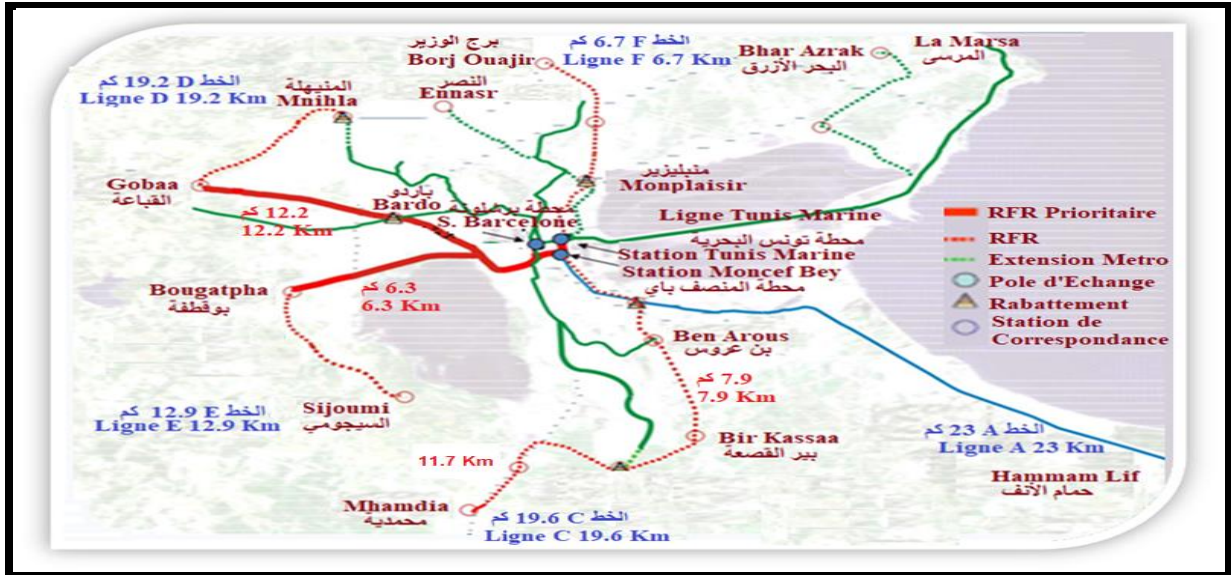 برج الوزير
Borj Ouajir
الخط F 6.7 كم
Ligne F 6.7 Km
Bhar Azrak
البحر الأزرق
La Marsa
المرسى
الخط D 19.2 كم
Ligne D 19.2 Km
المنيهلة
Mnihla
النصر
Ennasr
Gobaa
القباعة
12.2 كم
12.2 Km
باردو
Bardo
منبليزير
Monplaisir
محطة برشلونة
S. Barcelone
Ligne Tunis Marine
محطة تونس البحرية
Station Tunis Marine
Station Moncef Bey
محطة المنصف باي
RFR Prioritaire
RFR
Extension Metro
Pole d'Echange
Rabattement
Station de
Correspondance
Bougatpha
بوقطفة
6.3 كم
6.3 Km
Ben Arous
بن عروس
7.9 كم
7.9 Km
الخط E 12.9 كم
Ligne E 12.9 Km
Sijoumi
السيجومي
Bir Kassaa
بير القصعة
الخط A 23 كم
Ligne A 23 Km
Hammam Lif
حمام الأنف
11.7 Km
Mhamdia
محمدية
الخط C 19.6 كم
Ligne C 19.6 Km